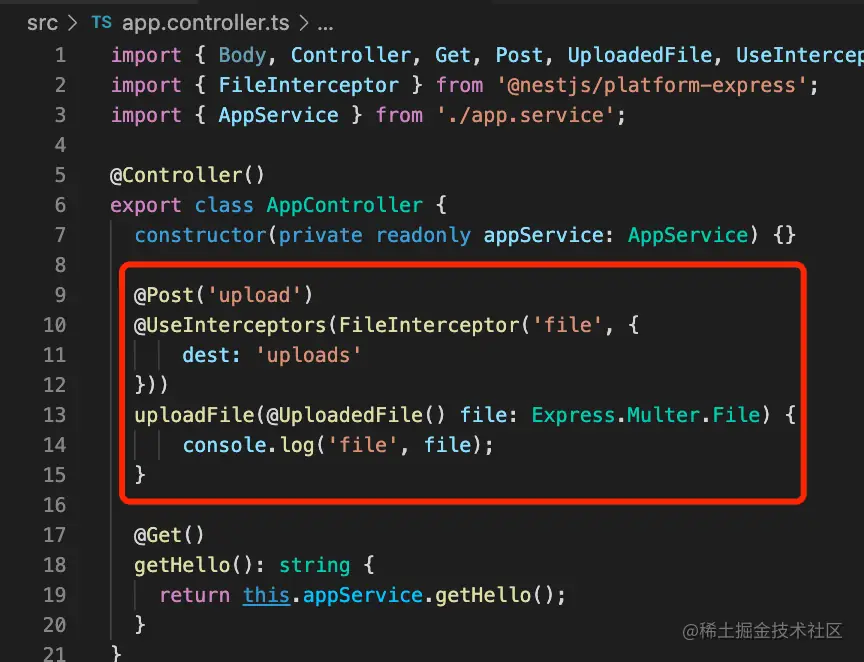 src > TS app.controller.ts > ...
1 import { Body, Controller, Get, Post, UploadedFile, UseIntercep
2 import { FileInterceptor } from '@nestjs/platform-express';
3 import { AppService } from './app.service';
4
5 @Controller()
6 export class AppController {
7 constructor(private readonly appService: AppService) {}
8
9 @Post('upload')
10 @UseInterceptors(FileInterceptor('file', {
11 dest: 'uploads'
12 }))
13 uploadFile(@UploadedFile() file: Express.Multer.File) {
14 console.log('file', file);
15 }
16
17 @Get()
18 getHello(): string {
19 return this.appService.getHello();
20 }
21 }
@稀土掘金技术社区